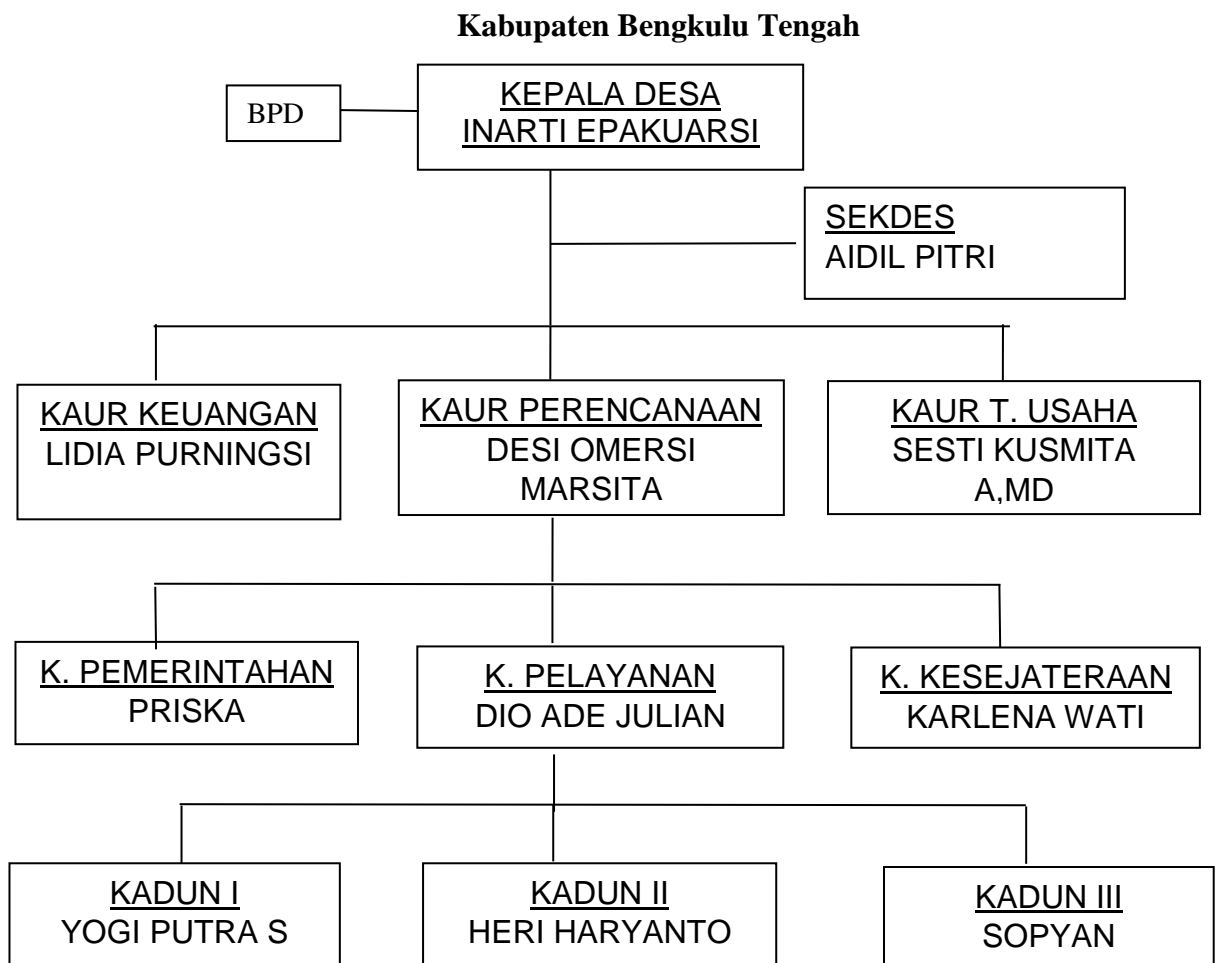 Kabupaten Bengkulu Tengah
BPD
KEPALA DESA
INARTI EPAKUARSI
SEKDES
AIDIL PITRI
KAUR KEUANGAN
LIDIA PURNINGSI
KAUR PERENCANAAN
DESI OMERSI
MARSITA
KAUR T. USAHA
SESTI KUSMITA
A,MD
K. PEMERINTAHAN
PRISKA
K. PELAYANAN
DIO ADE JULIAN
K. KESEJATERAAN
KARLENA WATI
KADUN I
YOGI PUTRA S
KADUN II
HERI HARYANTO
KADUN III
SOPYAN